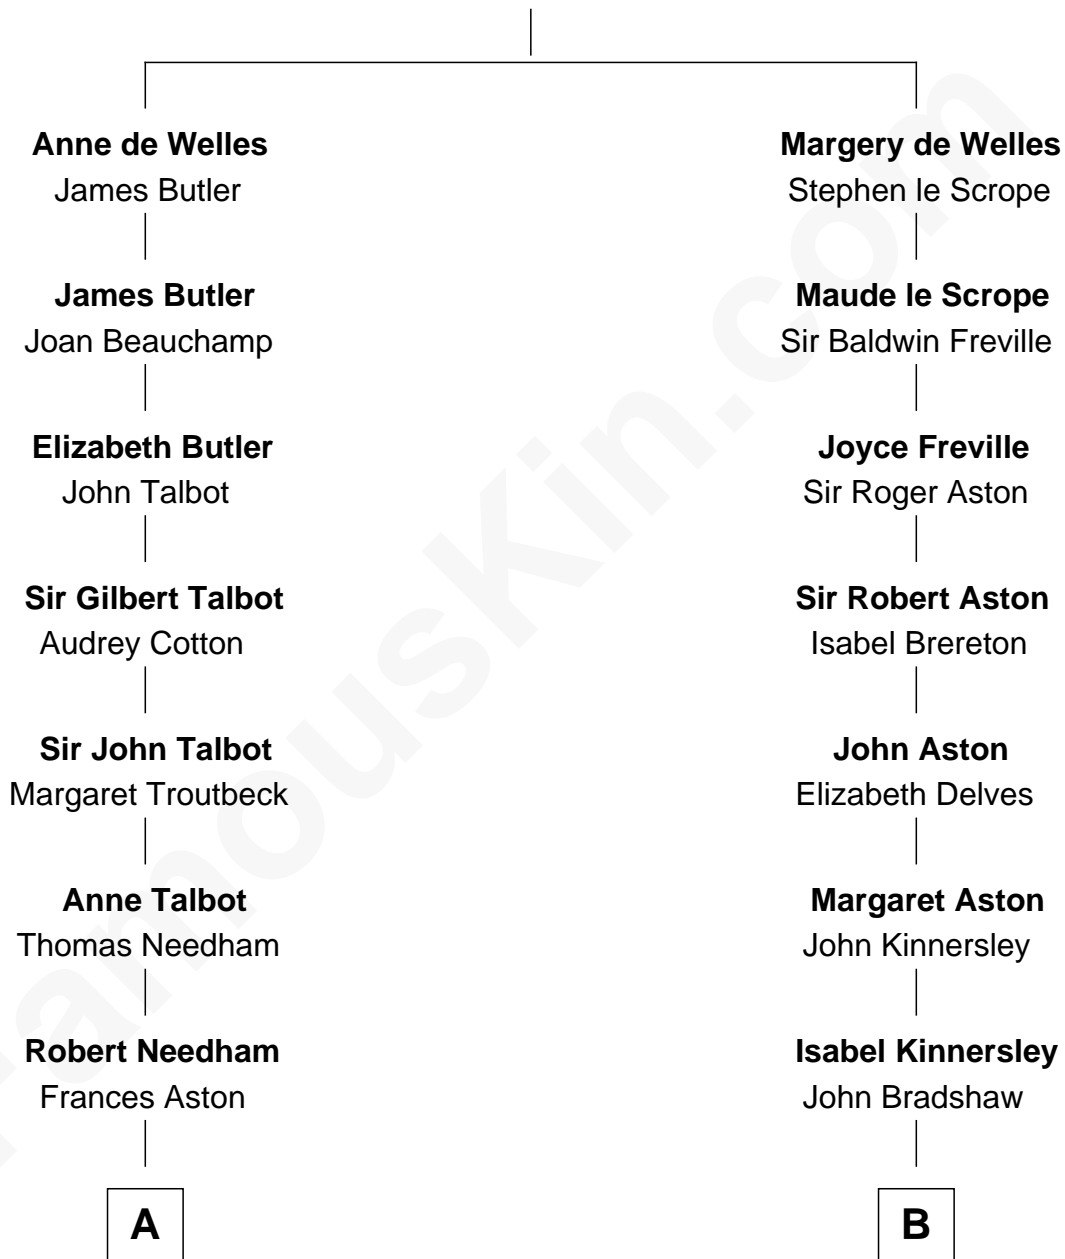 Anne de Welles
James Butler
James Butler
Joan Beauchamp
Elizabeth Butler
John Talbot
Sir Gilbert Talbot
Audrey Cotton
Sir John Talbot
Margaret Troutbeck
Anne Talbot
Thomas Needham
Robert Needham
Frances Aston
A
Margery de Welles
Stephen le Scrope
Maude le Scrope
Sir Baldwin Freville
Joyce Freville
Sir Roger Aston
Sir Robert Aston
Isabel Brereton
John Aston
Elizabeth Delves
Margaret Aston
John Kinnersley
Isabel Kinnersley
John Bradshaw
B
FamousKin.com